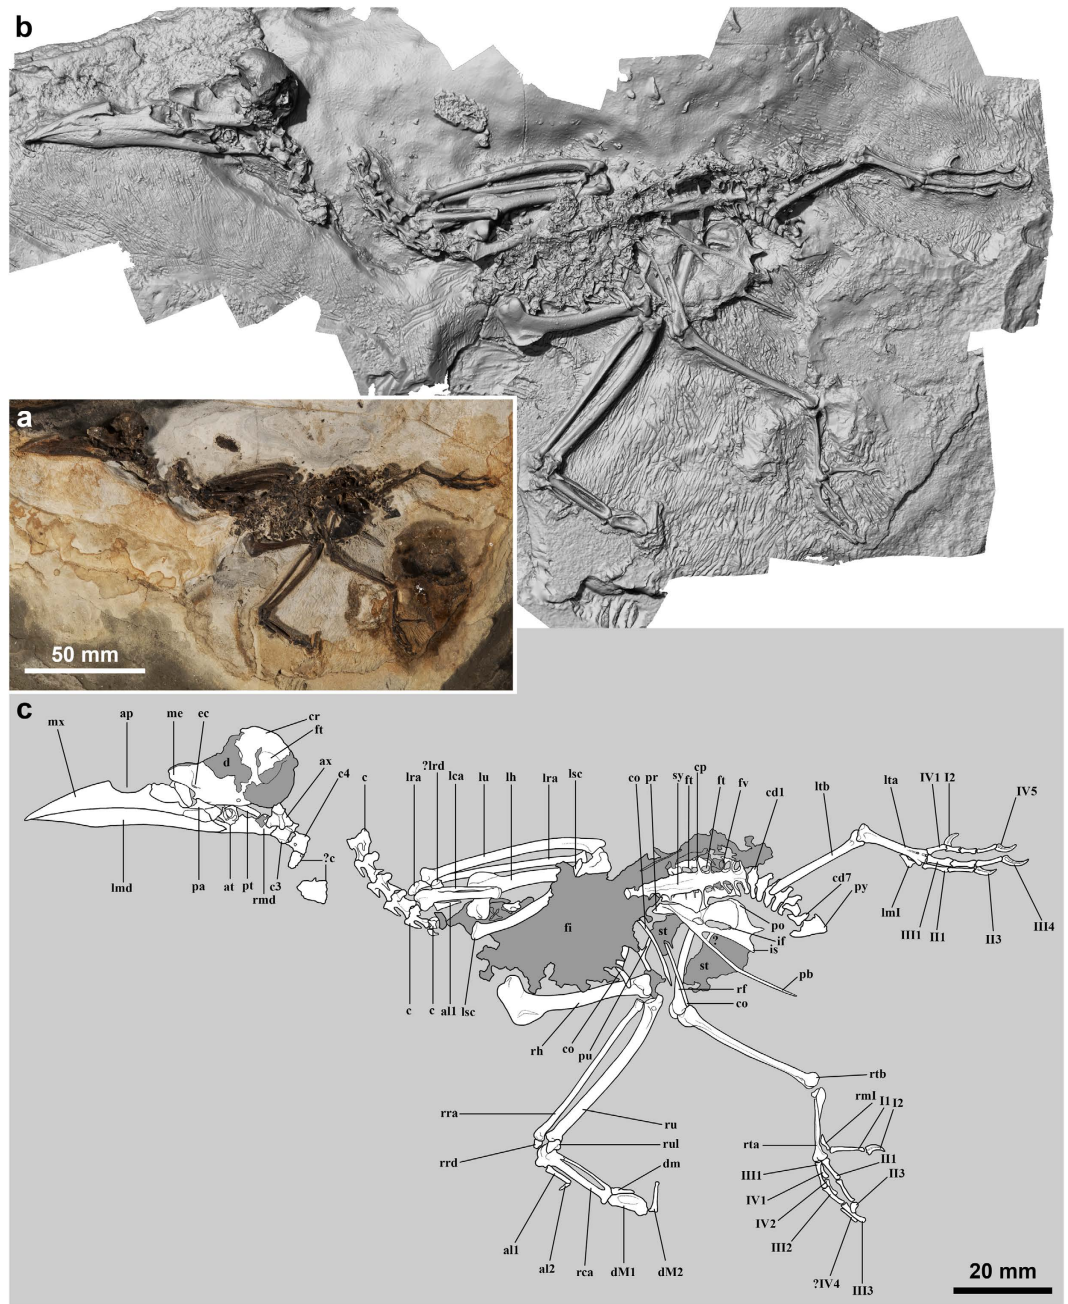 b
a
50 mm
c
mx
ap
me
ec
cr
ft
d
ax
c4
lmd
pa
at
pt
rmd
c3
?c
c
lra
?lrd
lca
lu
lh
lra
lsc
co
pr
sy
ft
cp
ft
fv
cd1
ltb
lta
IV1
I2
IV5
cd7
py
lmI
III1
II1
II3
III4
fi
st
?
st
po
if
is
pb
rf
co
c
c
al1
lsc
rh
co
pu
rtb
rra
ru
rmI
I1
I2
rrd
rul
dm
rta
III1
II1
II3
IV1
IV2
III2
?IV4
III3
al1
al2
rca
dM1
dM2
20 mm